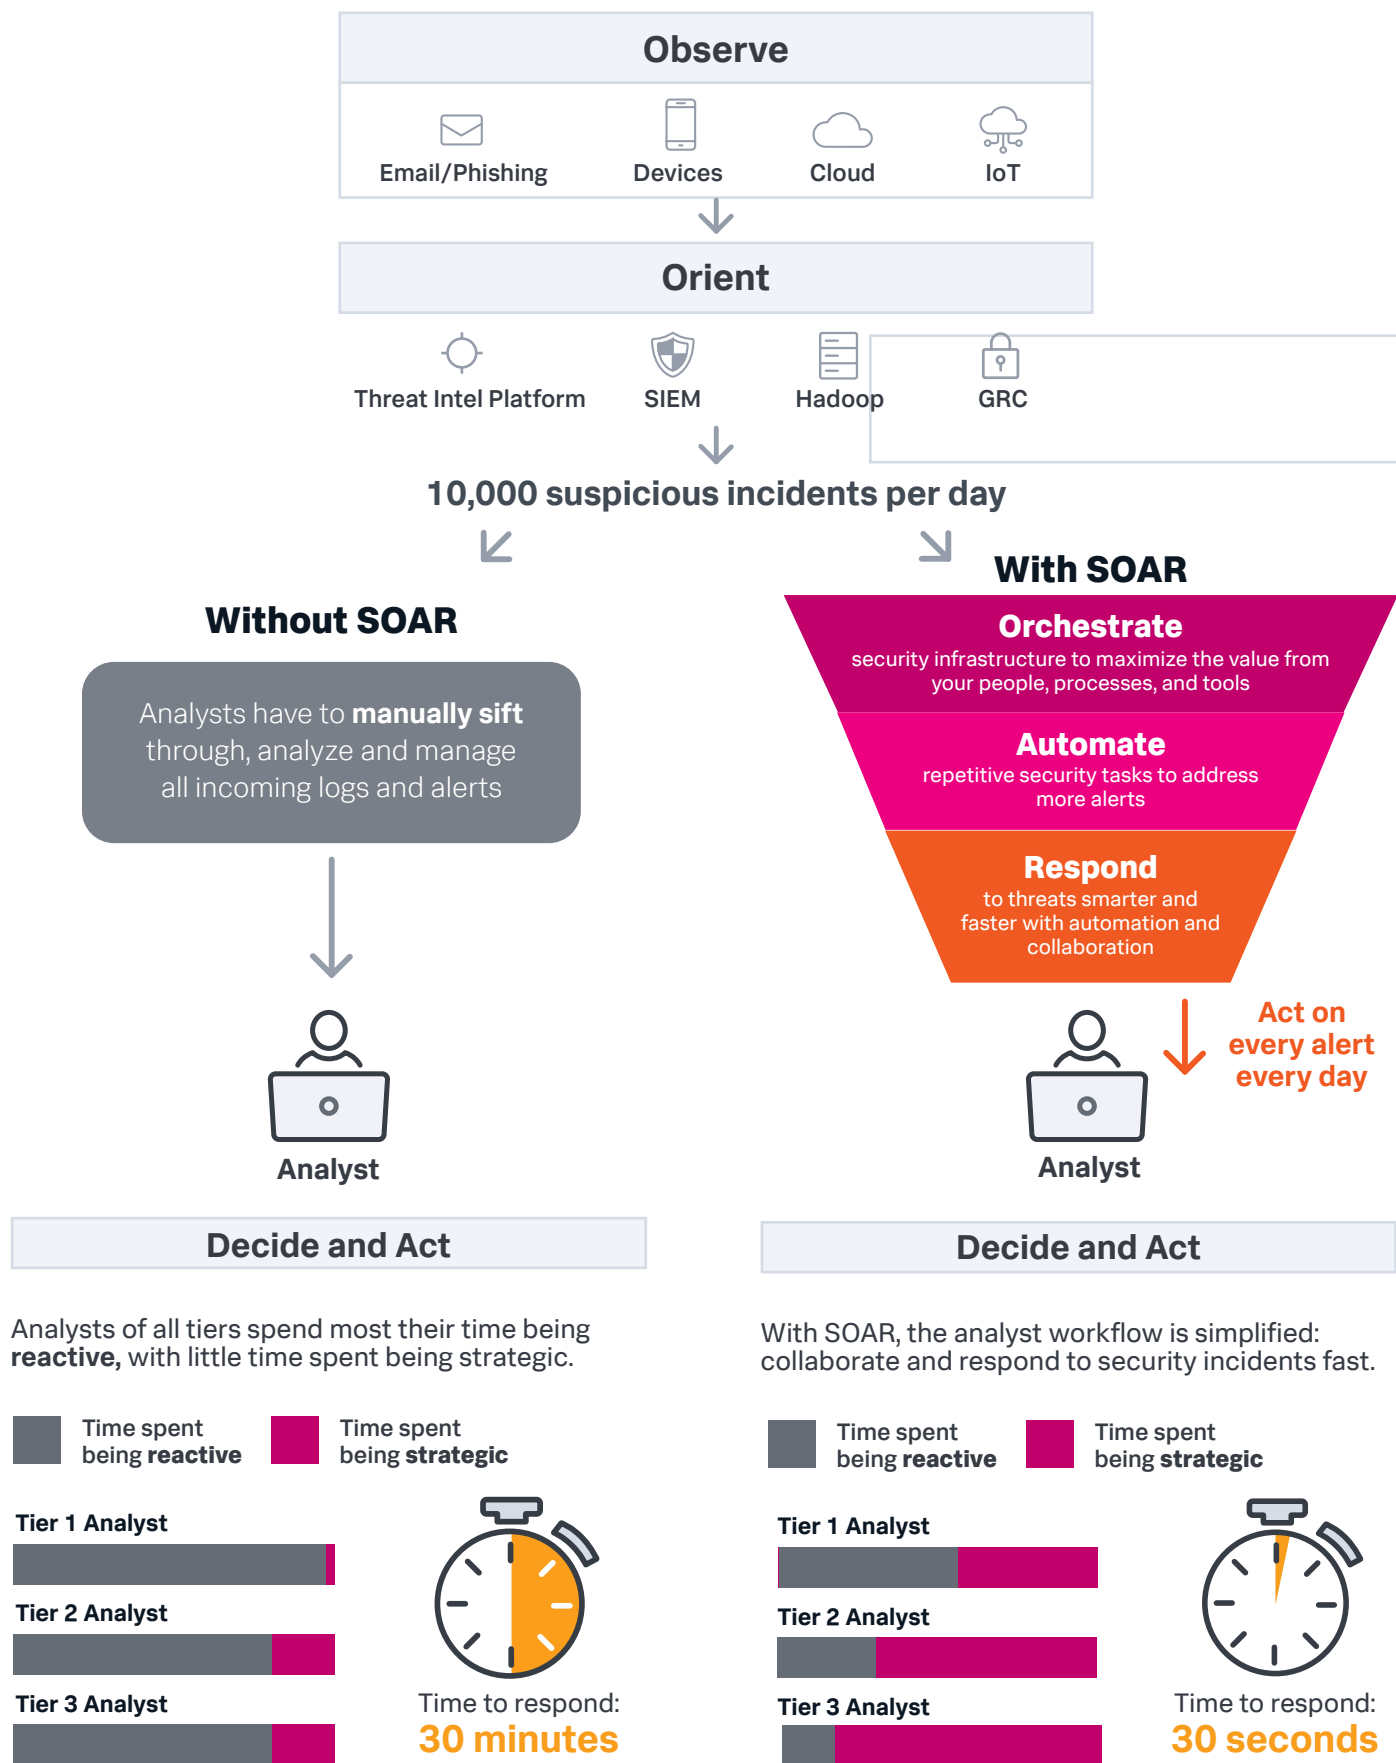 Observe
Email/Phishing
Devices
Cloud
IoT
Orient
Threat Intel Platform
SIEM
Hadoop
GRC
10,000 suspicious incidents per day
Without SOAR
Analysts have to manually sift
through, analyze and manage
all incoming logs and alerts
Analyst
Decide and Act
Analysts of all tiers spend most their time being
reactive, with little time spent being strategic.
Time spent
being reactive
Time spent
being strategic
Tier 1 Analyst
Tier 2 Analyst
Tier 3 Analyst
Time to respond:
30 minutes
With SOAR
Orchestrate
security infrastructure to maximize the value from
your people, processes, and tools
Automate
repetitive security tasks to address
more alerts
Respond
to threats smarter and
faster with automation and
collaboration
Act on
every alert
every day
Analyst
Decide and Act
With SOAR, the analyst workflow is simplified:
collaborate and respond to security incidents fast.
Time spent
being reactive
Time spent
being strategic
Tier 1 Analyst
Tier 2 Analyst
Tier 3 Analyst
Time to respond:
30 seconds